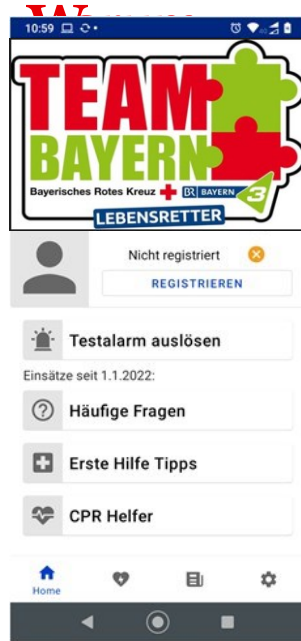 10:59
TEAM
BAYERN
Bayerisches Rotes Kreuz BR BAYERN 3
LEBENSRETTER
Nicht registriert
REGISTRIEREN
Testalarm auslösen
Einsätze seit 1.1.2022:
Häufige Fragen
Erste Hilfe Tipps
CPR Helfer
Home